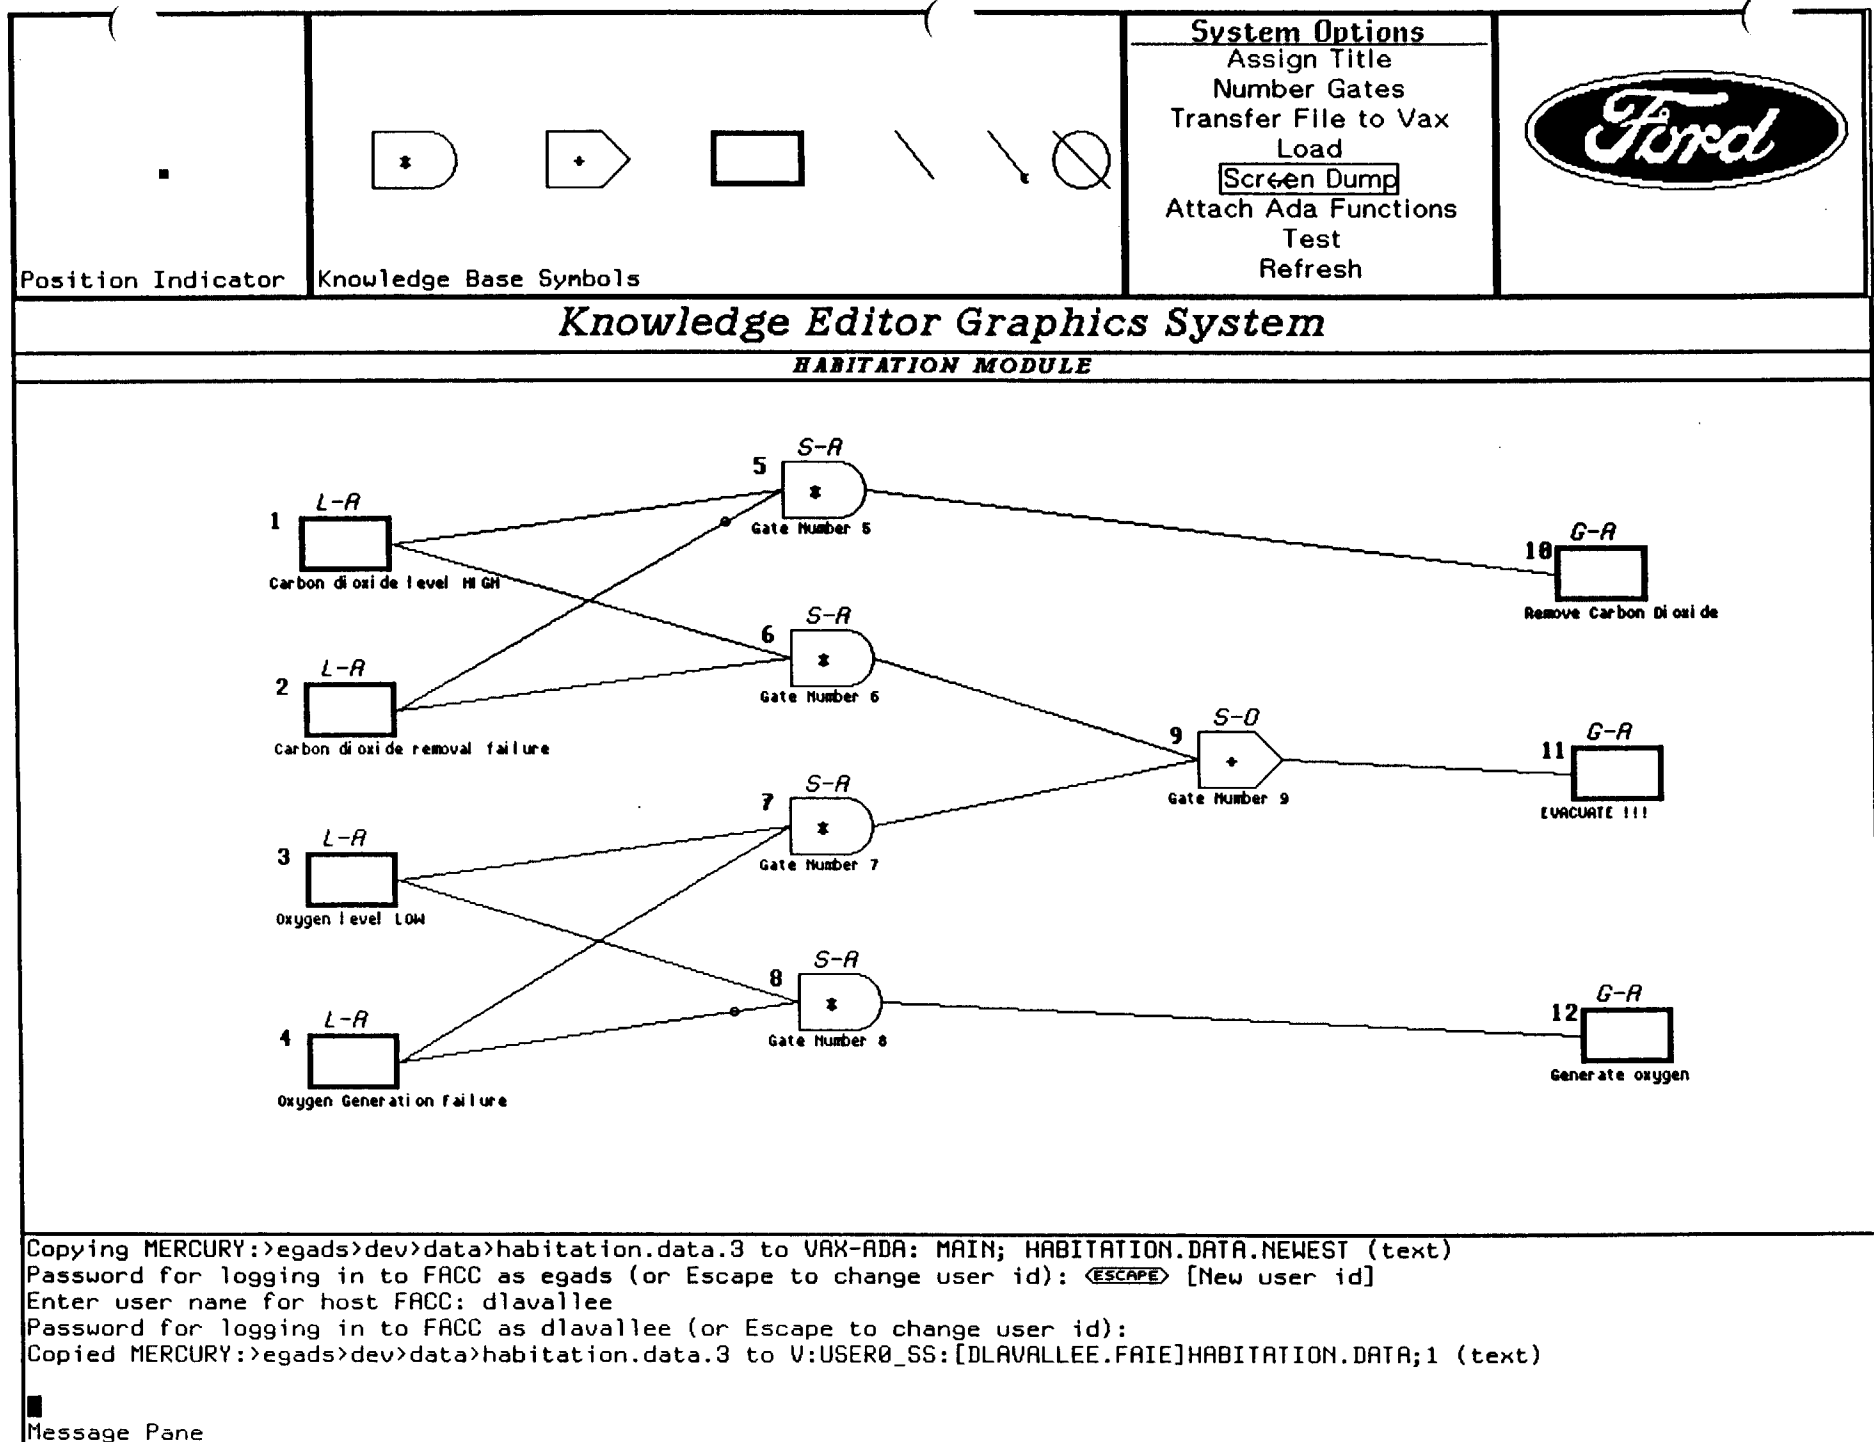 System Options
Assign Title
Number Gates
Transfer File to Vax
Load
Screen Dump
Attach Ada Functions
Test
Refresh
Ford
Position Indicator
Knowledge Base Symbols
Knowledge Editor Graphics System
HABITATION MODULE
S-A
5
Gate Number 5
L-A
1
Carbon dioxide level HIGH
G-A
10
Remove Carbon Dioxide
S-A
6
Gate Number 6
L-A
2
Carbon dioxide removal failure
S-O
9
Gate Number 9
G-A
11
EVACUATE !!!
S-A
7
Gate Number 7
L-A
3
Oxygen level LOW
S-A
8
Gate Number 8
G-A
12
Generate oxygen
L-A
4
Oxygen Generation Failure
Copying MERCURY:>egads>dev>data>habitation.data.3 to VAX-ADA: MAIN; HABITATION.DATA.NEWEST (text)
Password for logging in to FACC as egads (or Escape to change user id): <ESCAPE> [New user id]
Enter user name for host FACC: dlavallee
Password for logging in to FACC as dlavallee (or Escape to change user id):
Copied MERCURY:>egads>dev>data>habitation.data.3 to V:USER0_SS:[DLAVALLEE.FAIE]HABITATION.DATA;1 (text)
Message Pane